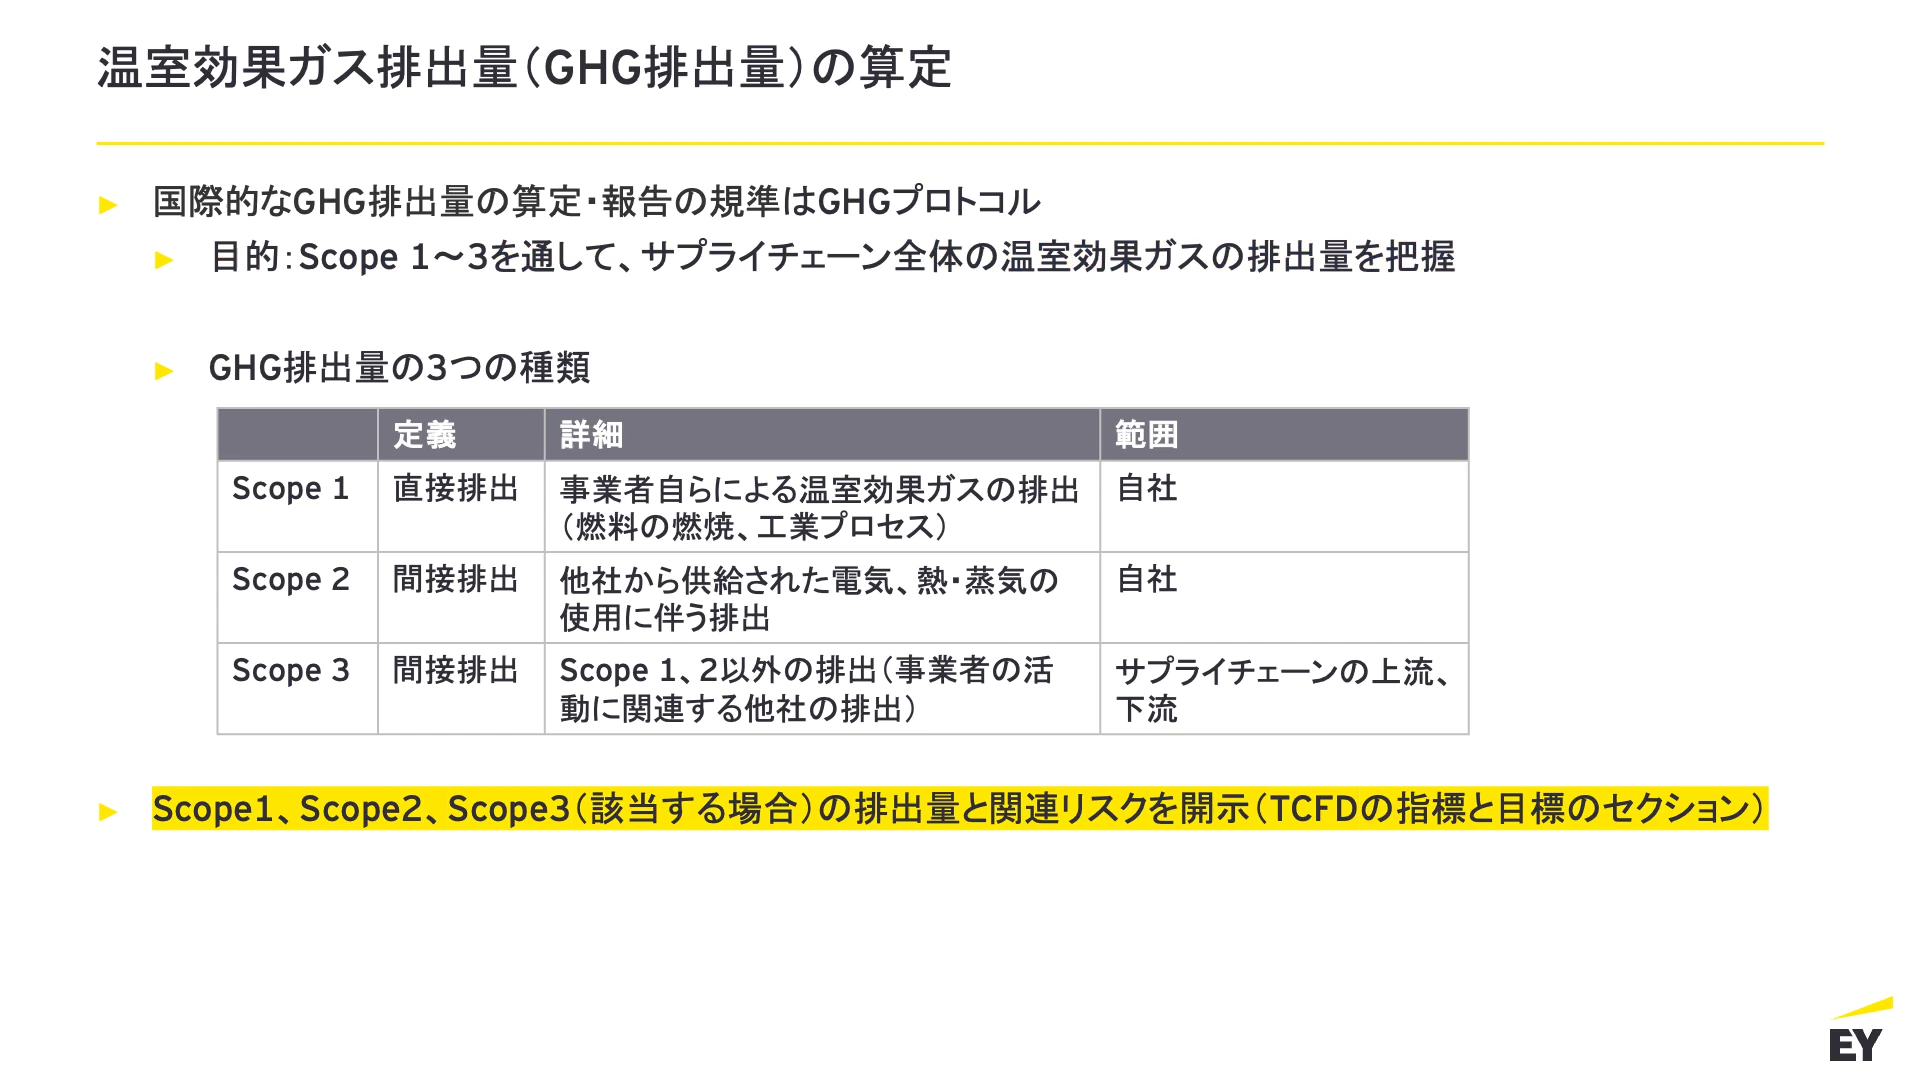 温室効果ガス排出量（GHG排出量）の算定
► 国際的なGHG排出量の算定・報告の規準はGHGプロトコル
► 目的：Scope 1～3を通して、サプライチェーン全体の温室効果ガスの排出量を把握
► GHG排出量の3つの種類
定義 詳細 範囲
Scope 1 直接排出 事業者自らによる温室効果ガスの排出 自社
（燃料の燃焼、工業プロセス）
Scope 2 間接排出 他社から供給された電気、熱・蒸気の 自社
使用に伴う排出
Scope 3 間接排出 Scope 1、2以外の排出（事業者の活 サプライチェーンの上流、
動に関連する他社の排出） 下流
► Scope1、Scope2、Scope3（該当する場合）の排出量と関連リスクを開示（TCFDの指標と目標のセクション）
EY